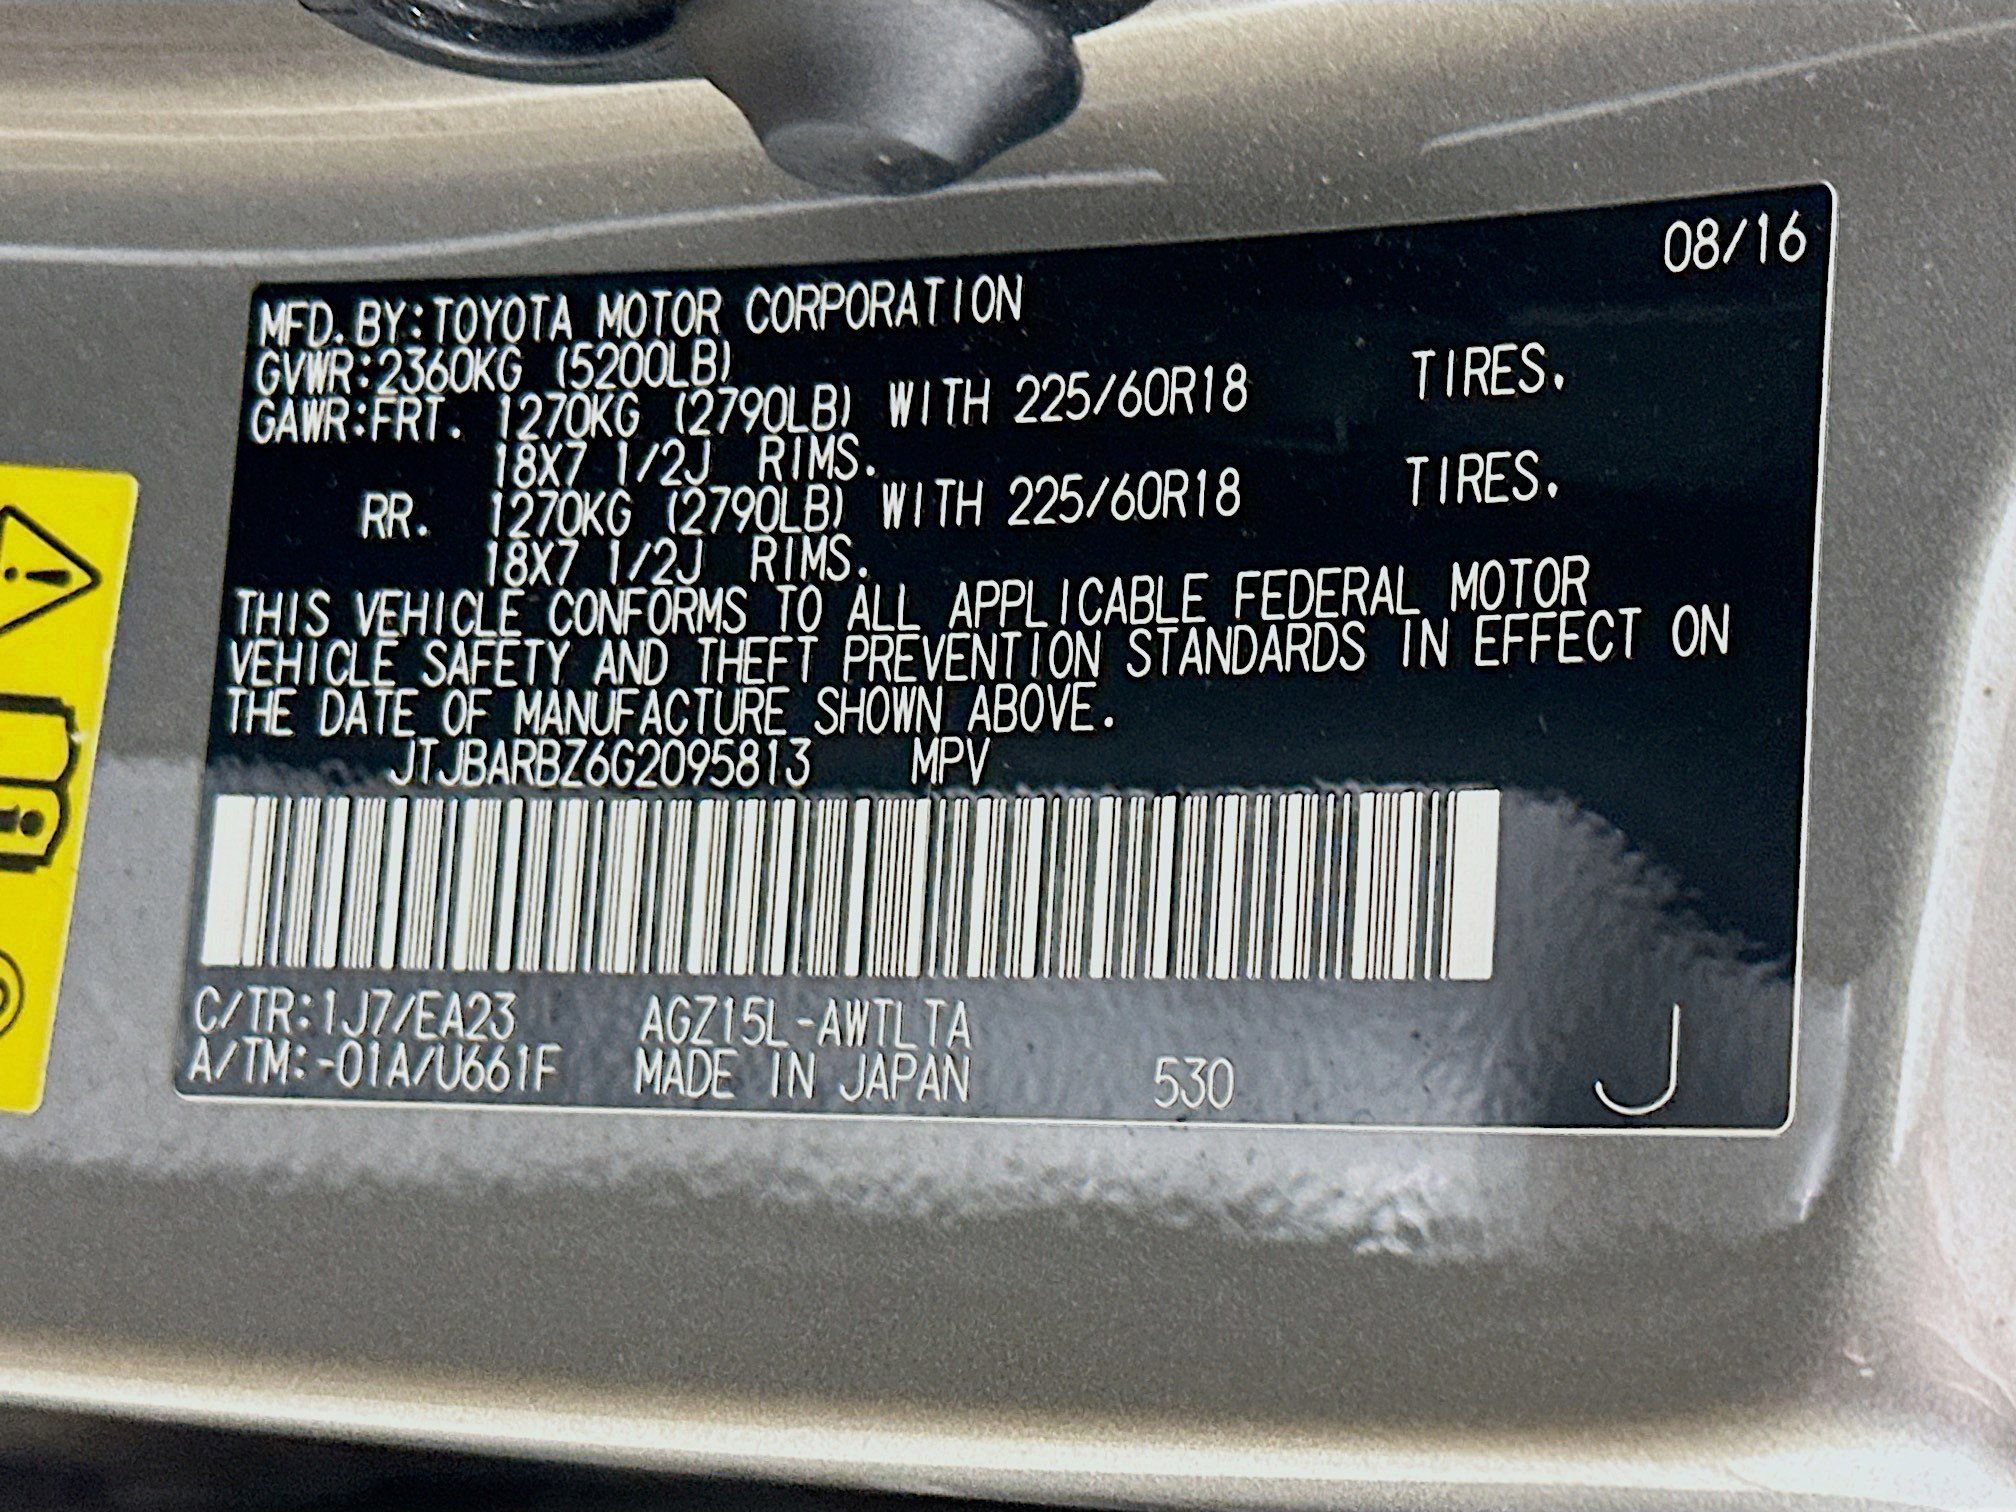 08/16
MFD.BY:TOYOTA MOTOR CORPORATION
GVWR:2360KG (5200LB)
GAWR:FRT. 1270KG (2790LB) WITH 225/60R18 TIRES.
18X7 1/2J RIMS.
RR. 1270KG (2790LB) WITH 225/60R18 TIRES.
18X7 1/2J RIMS.
THIS VEHICLE CONFORMS TO ALL APPLICABLE FEDERAL MOTOR
VEHICLE SAFETY AND THEFT PREVENTION STANDARDS IN EFFECT ON
THE DATE OF MANUFACTURE SHOWN ABOVE.
JTJBARBZ6G2095813 MPV
C/TR:1J7/EA23 AGZ15L-AWTLTA
A/TM:-01A/U661F MADE IN JAPAN 530 J